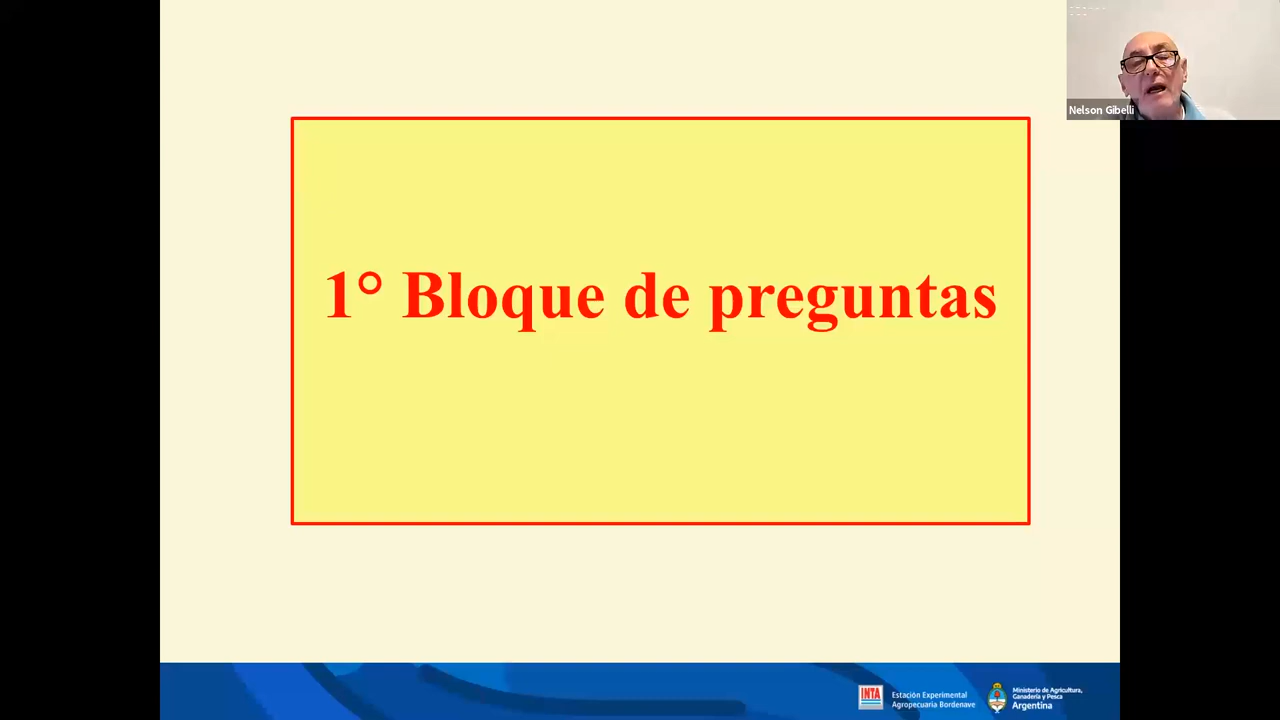 1° Bloque de preguntas
Nelson Gibelli
INTA
Estación Experimental
Agropecuaria Bordenave
Ministerio de Agricultura,
Ganadería y Pesca
Argentina